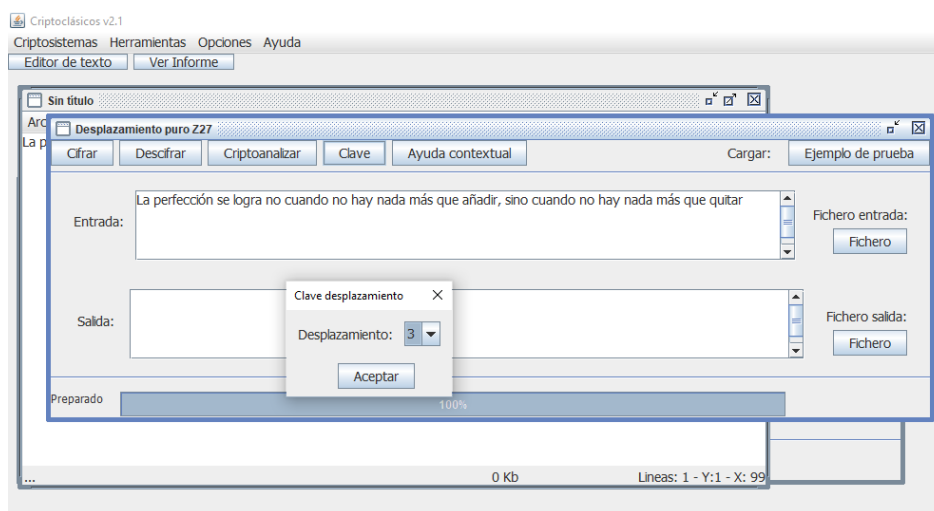 Criptoclásicos v2.1
Criptosistemas Herramientas Opciones Ayuda
Editor de texto Ver Informe
Sin título
Arc
La p
Desplazamiento puro Z27
Cifrar Descifrar Criptoanalizar Clave Ayuda contextual Cargar: Ejemplo de prueba
Entrada: La perfección se logra no cuando no hay nada más que añadir, sino cuando no hay nada más que quitar
Fichero entrada:
Fichero
Clave desplazamiento
Desplazamiento: 3
Aceptar
Salida:
Fichero salida:
Fichero
Preparado
100%
... 0 Kb Lineas: 1 - Y:1 - X: 99